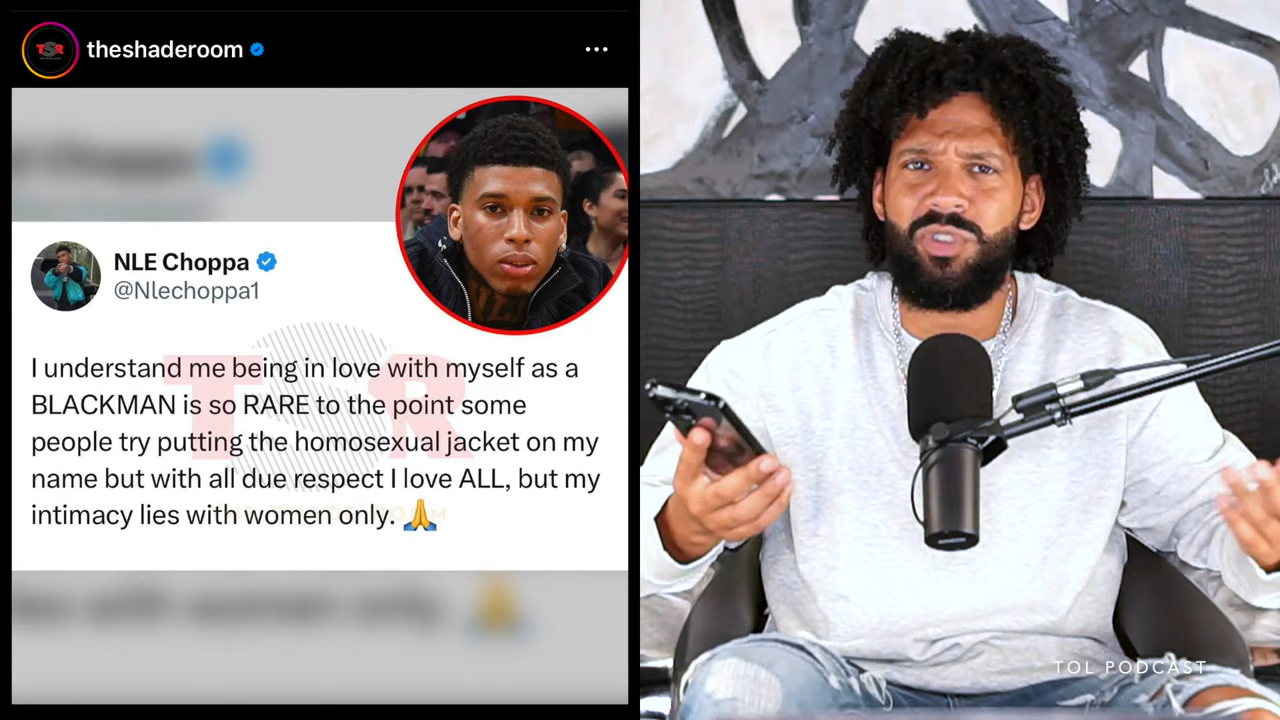 TSR
theshaderoom
NLE Choppa
@Nlechoppa1
TSR
I understand me being in love with myself as a
BLACKMAN is so RARE to the point some
people try putting the homosexual jacket on my
name but with all due respect I love ALL, but my
intimacy lies with women only. 🙏
TOL PODCAST